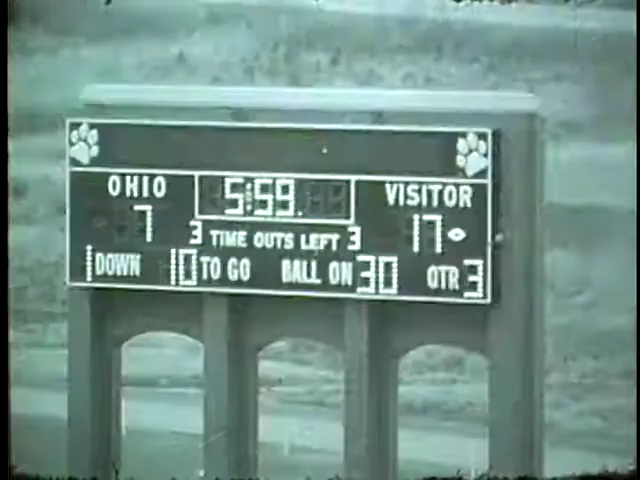 OHIO 5:59 VISITOR
7 17
3 TIME OUTS LEFT 3
1 DOWN 10 TO GO BALL ON 30 QTR 3